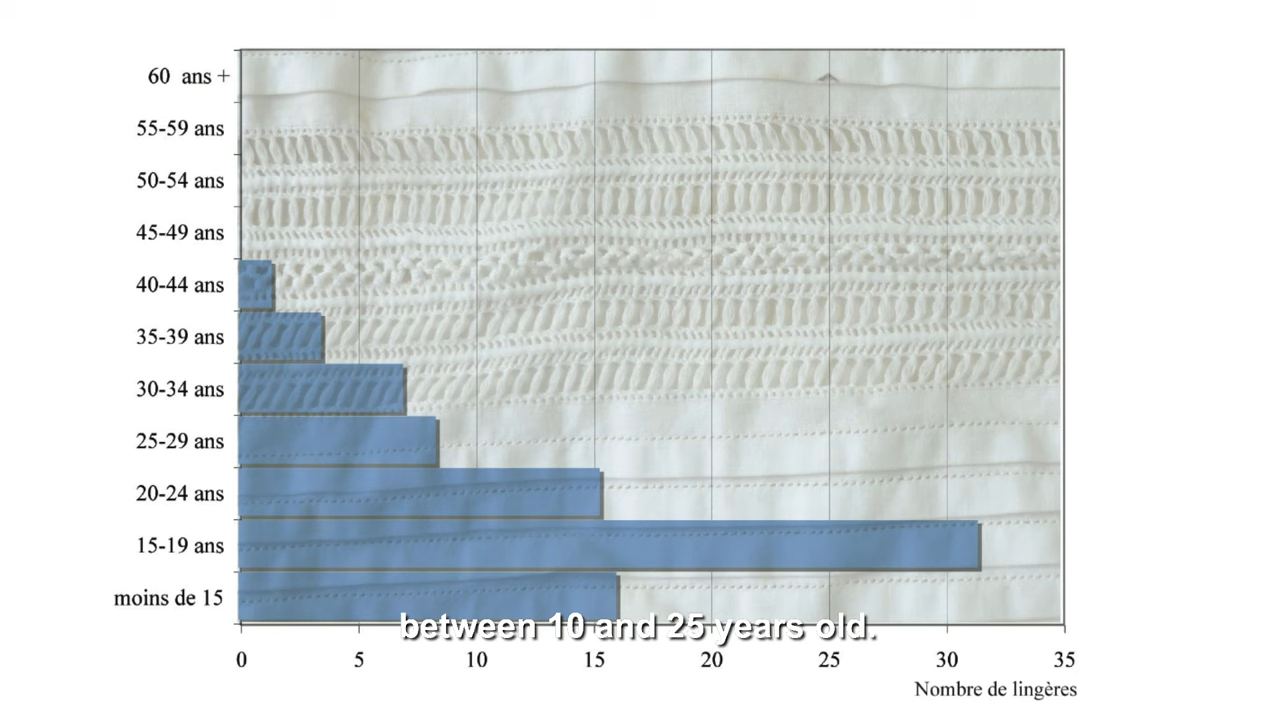 60 ans +
55-59 ans
50-54 ans
45-49 ans
40-44 ans
35-39 ans
30-34 ans
25-29 ans
20-24 ans
15-19 ans
moins de 15
between 10 and 25 years old.
0 5 10 15 20 25 30 35
Nombre de lingères